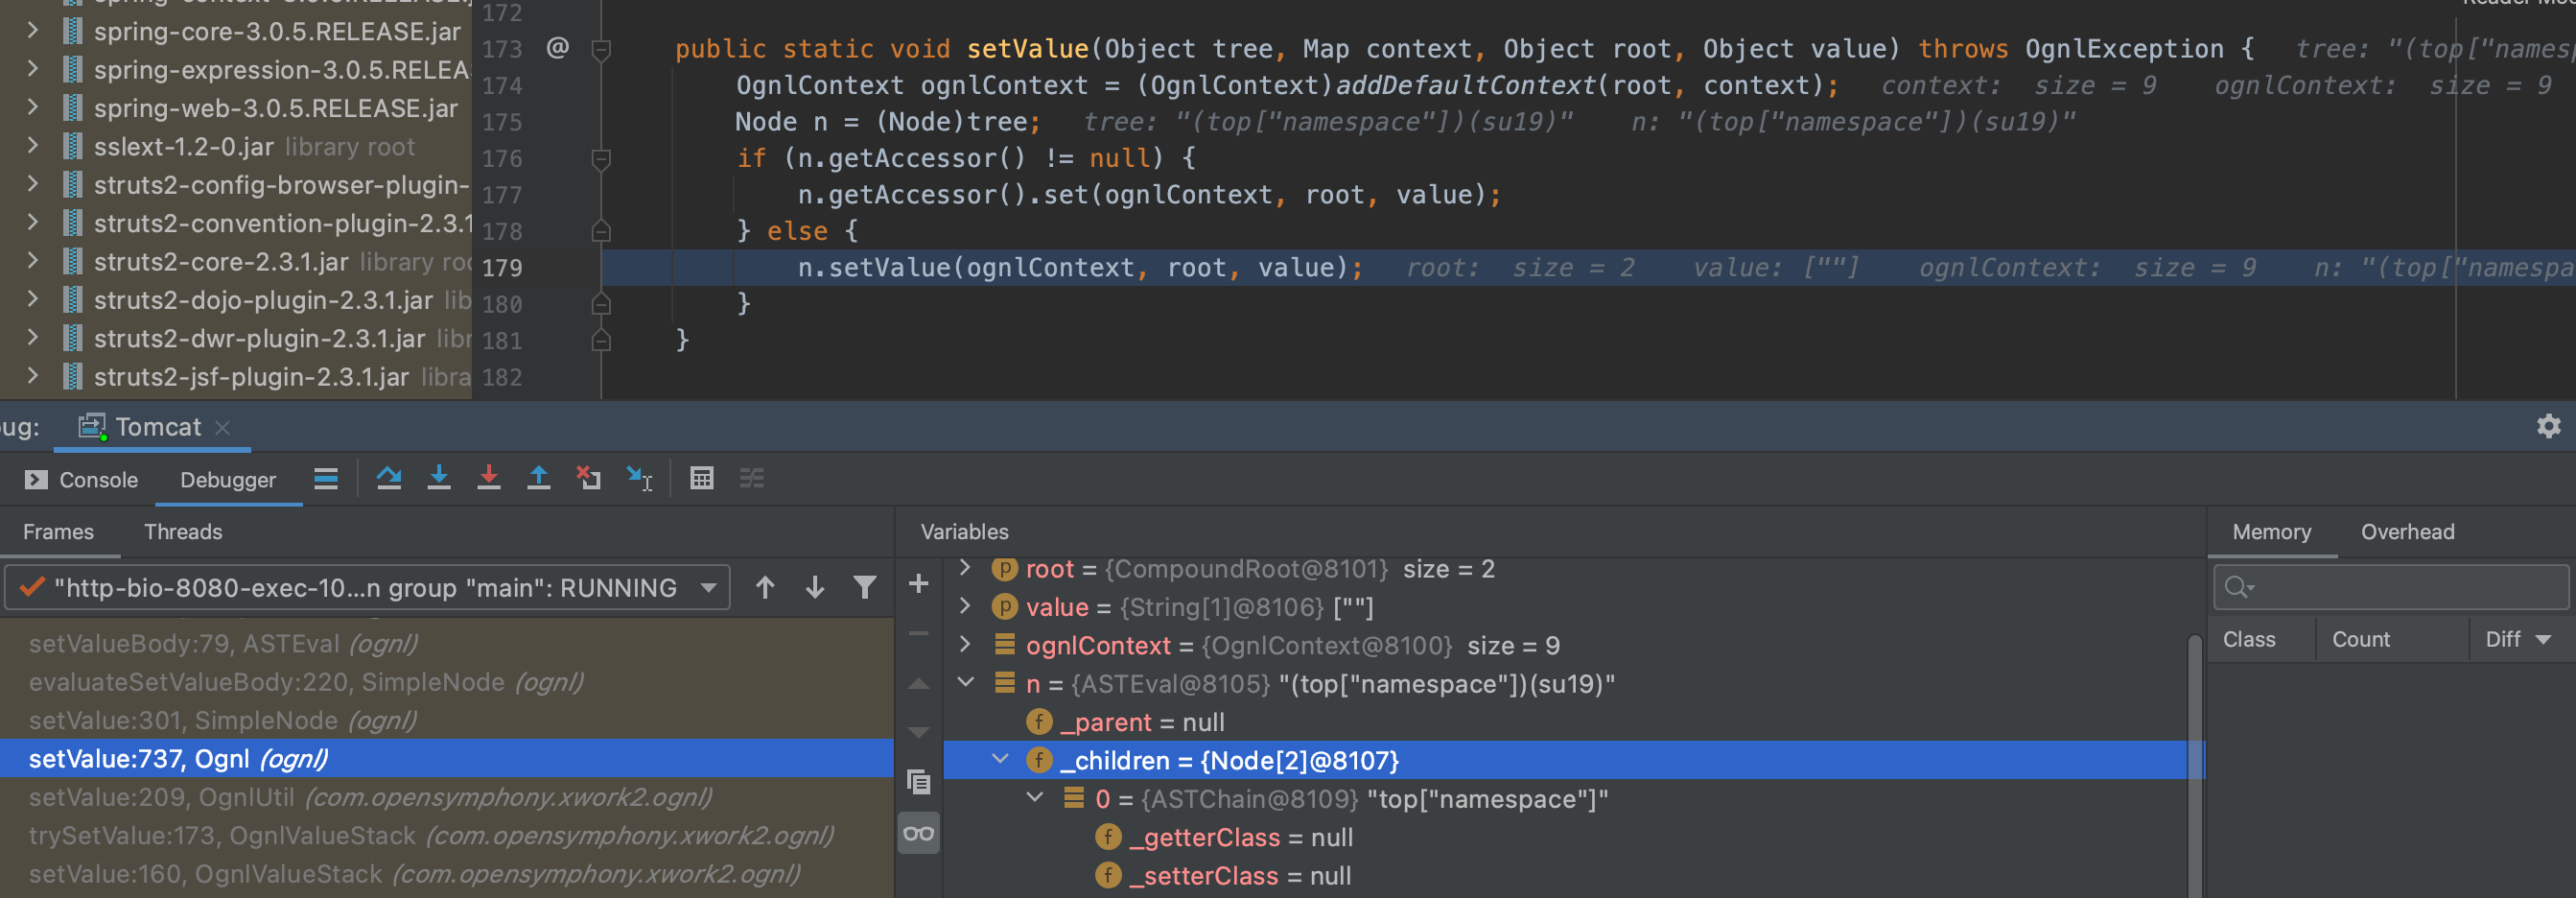 172
spring-core-3.0.5.RELEASE.jar
spring-expression-3.0.5.RELEA
spring-web-3.0.5.RELEASE.jar
sslext-1.2-0.jar library root
struts2-config-browser-plugin-
struts2-convention-plugin-2.3.1
struts2-core-2.3.1.jar library roo
struts2-dojo-plugin-2.3.1.jar lib
struts2-dwr-plugin-2.3.1.jar libr
struts2-jsf-plugin-2.3.1.jar libra
173 @ public static void setValue(Object tree, Map context, Object root, Object value) throws OgnlException { tree: "(top["namesp
174 OgnlContext ognlContext = (OgnlContext)addDefaultContext(root, context); context: size = 9 ognlContext: size = 9
175 Node n = (Node)tree; tree: "(top["namespace"])(su19)" n: "(top["namespace"])(su19)"
176 if (n.getAccessor() != null) {
177 n.getAccessor().set(ognlContext, root, value);
178 } else {
179 n.setValue(ognlContext, root, value); root: size = 2 value: [""] ognlContext: size = 9 n: "(top["namespa
180 }
181 }
182
ug: Tomcat
Console Debugger
Frames Threads
"http-bio-8080-exec-10...n group "main": RUNNING
setValueBody:79, ASTEval (ognl)
evaluateSetValueBody:220, SimpleNode (ognl)
setValue:301, SimpleNode (ognl)
setValue:737, Ognl (ognl)
setValue:209, OgnlUtil (com.opensymphony.xwork2.ognl)
trySetValue:173, OgnlValueStack (com.opensymphony.xwork2.ognl)
setValue:160, OgnlValueStack (com.opensymphony.xwork2.ognl)
Variables
root = {CompoundRoot@8101} size = 2
value = {String[1]@8106} [""]
ognlContext = {OgnlContext@8100} size = 9
n = {ASTEval@8105} "(top["namespace"])(su19)"
_parent = null
_children = {Node[2]@8107}
0 = {ASTChain@8109} "top["namespace"]"
_getterClass = null
_setterClass = null
Memory Overhead
Class Count Diff